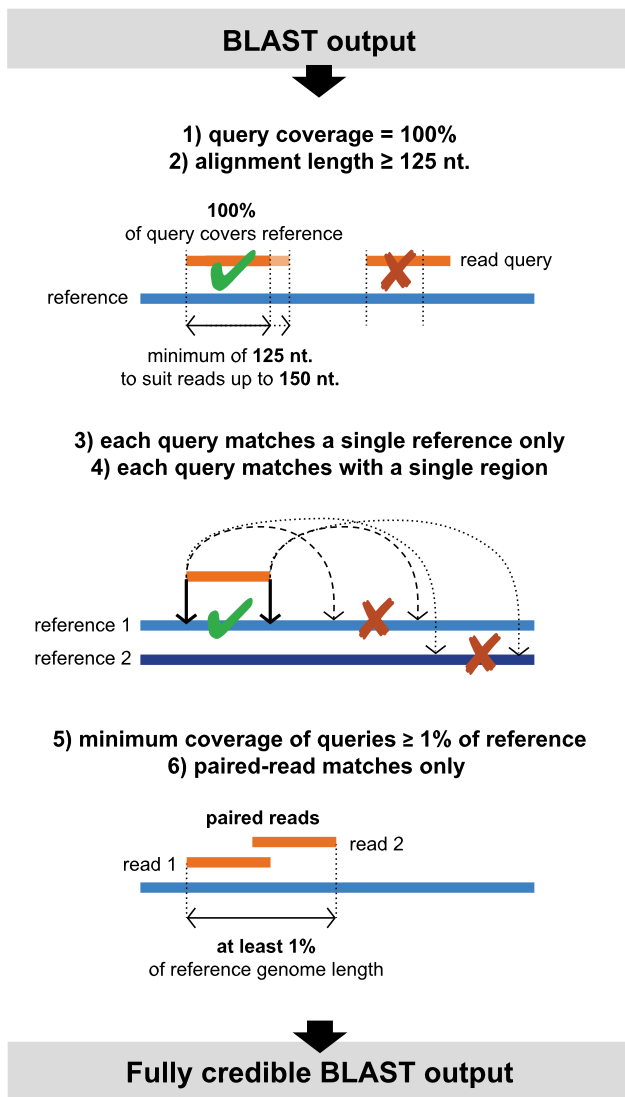 BLAST output
1) query coverage = 100%
2) alignment length ≥ 125 nt.
100%
of query covers reference
read query
reference
minimum of 125 nt.
to suit reads up to 150 nt.
3) each query matches a single reference only
4) each query matches with a single region
reference 1
reference 2
5) minimum coverage of queries ≥ 1% of reference
6) paired-read matches only
paired reads
read 2
read 1
at least 1%
of reference genome length
Fully credible BLAST output